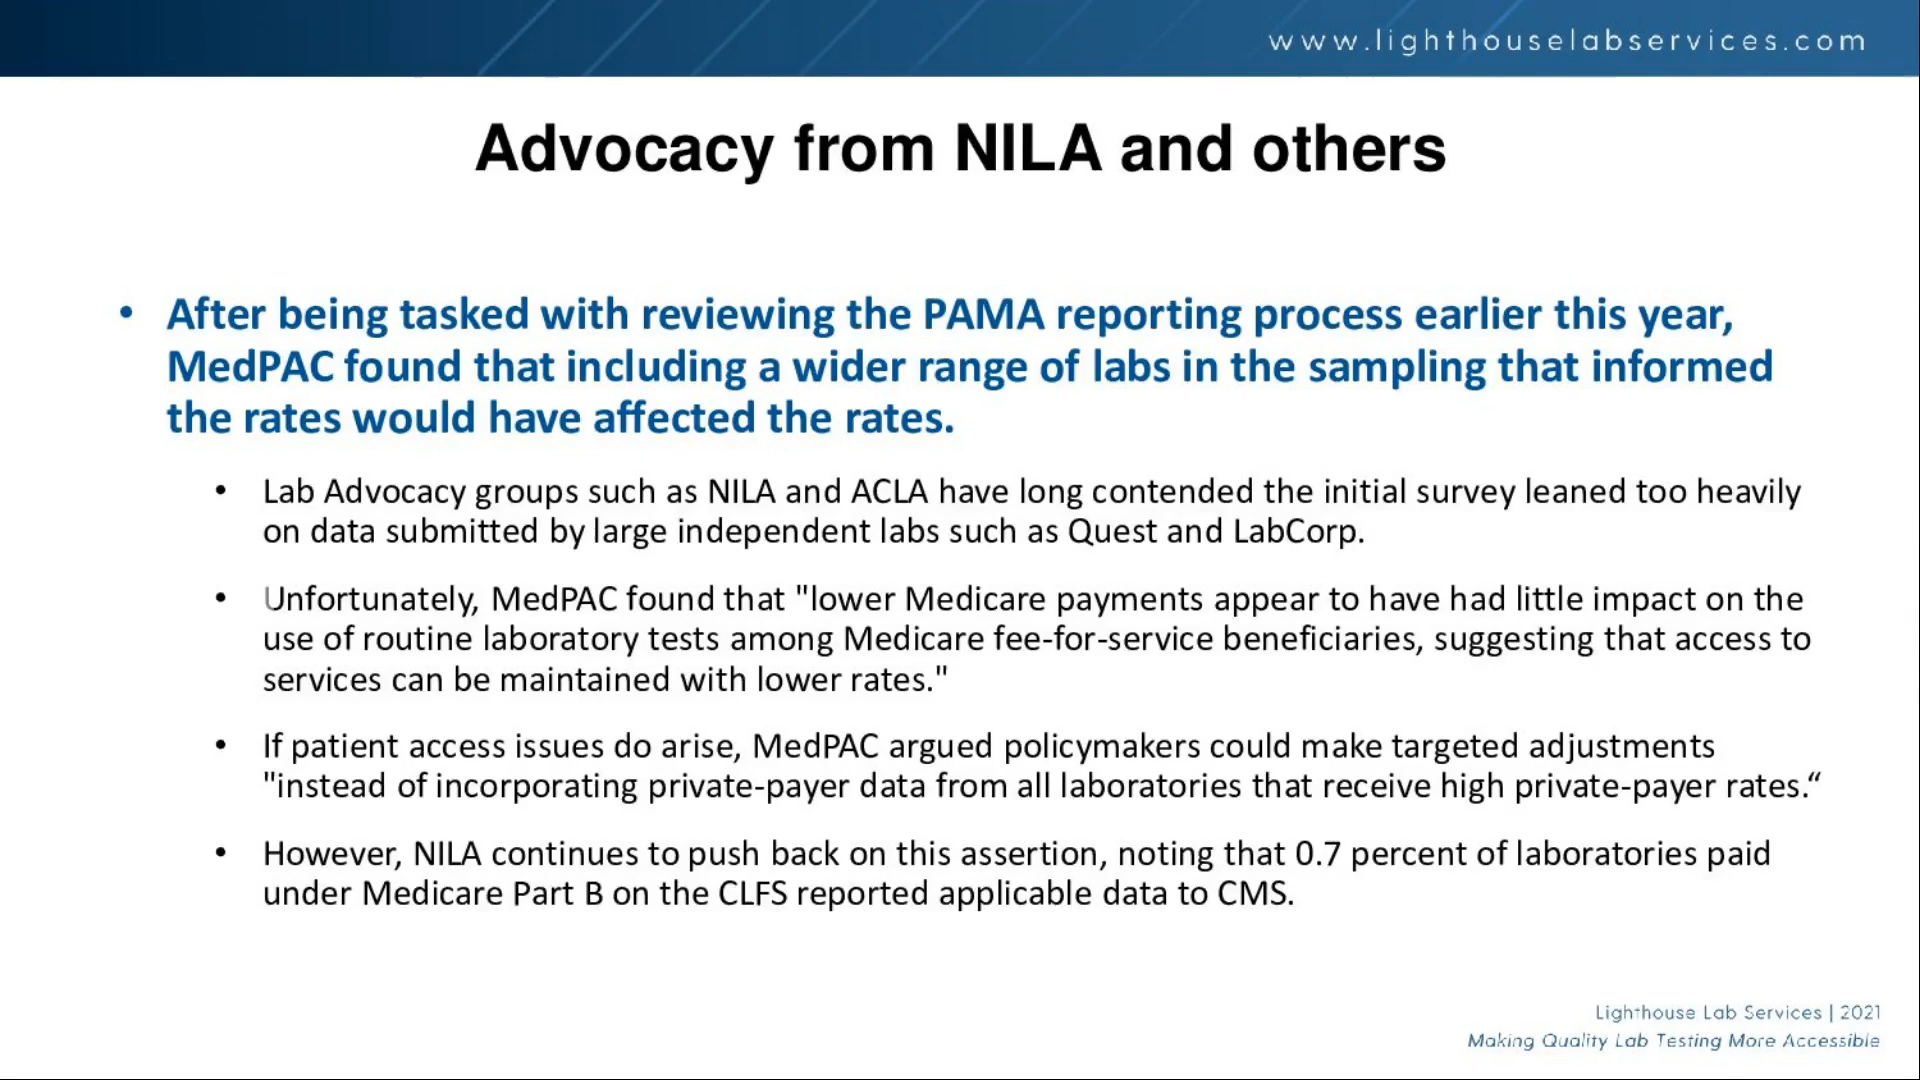 www.lighthouselabservices.com
Advocacy from NILA and others
• After being tasked with reviewing the PAMA reporting process earlier this year,
MedPAC found that including a wider range of labs in the sampling that informed
the rates would have affected the rates.
• Lab Advocacy groups such as NILA and ACLA have long contended the initial survey leaned too heavily
on data submitted by large independent labs such as Quest and LabCorp.
• Unfortunately, MedPAC found that "lower Medicare payments appear to have had little impact on the
use of routine laboratory tests among Medicare fee-for-service beneficiaries, suggesting that access to
services can be maintained with lower rates."
• If patient access issues do arise, MedPAC argued policymakers could make targeted adjustments
"instead of incorporating private-payer data from all laboratories that receive high private-payer rates.“
• However, NILA continues to push back on this assertion, noting that 0.7 percent of laboratories paid
under Medicare Part B on the CLFS reported applicable data to CMS.
Lighthouse Lab Services | 2021
Making Quality Lab Testing More Accessible